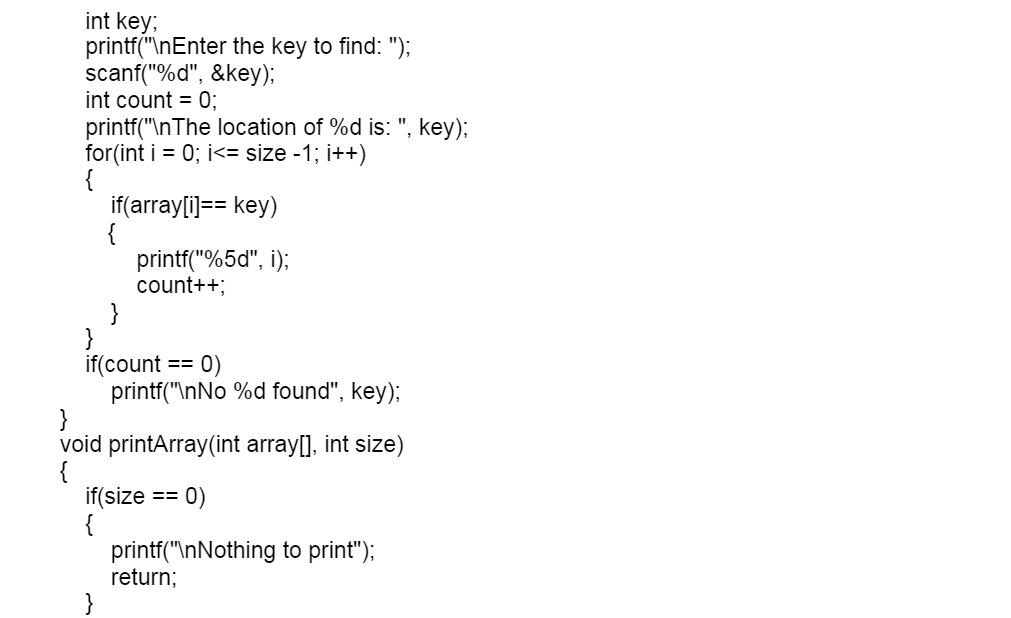 int key;
printf("\nEnter the key to find: ");
scanf("%d", &key);
int count = 0;
printf("\nThe location of %d is: ", key);
for(int i = 0; i<= size -1; i++)
{
if(array[i]== key)
{
printf("%5d", i);
count++;
}
}
if(count == 0)
printf("\nNo %d found", key);
}
void printArray(int array[], int size)
{
if(size == 0)
{
printf("\nNothing to print");
return;
}